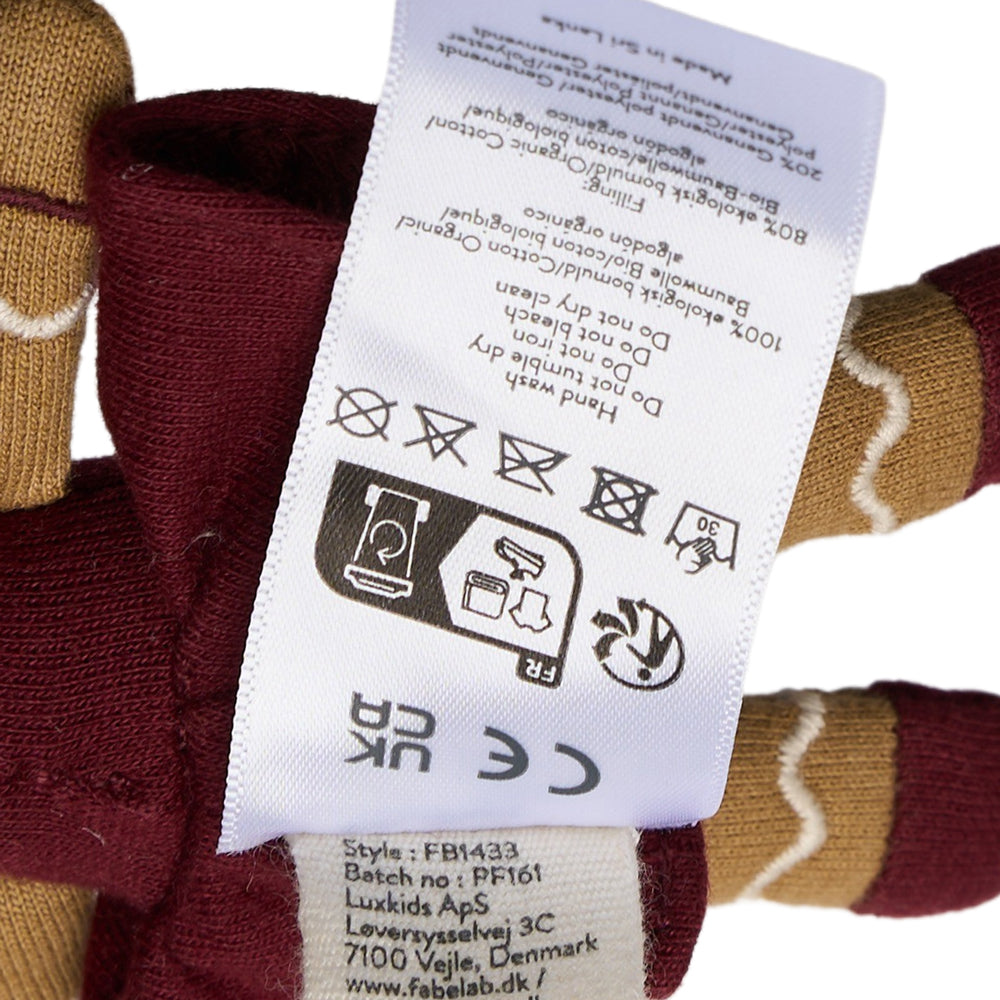 Hand wash
Do not tumble dry
Do not iron
Do not bleach
Do not dry clean
100% økologisk bomuld/Cotton Organic/
Baumwolle Bio/coton biologique/
algodón orgánico
Filling:
80% økologisk bomuld/Organic Cotton/
Bio-Baumwolle/coton biologique/
algodón orgánico
20% Genanvendt polyester/ Genanvendt
polyester/Genannt Polyester/Polyester
Genanvendt/poliester Genanvendt
Made in Sri Lanka
30
FR
CE
UK
CA
Style : FB1433
Batch no : PF161
Luxkids ApS
Løversysselvej 3C
7100 Vejle, Denmark
www.fabelab.dk /